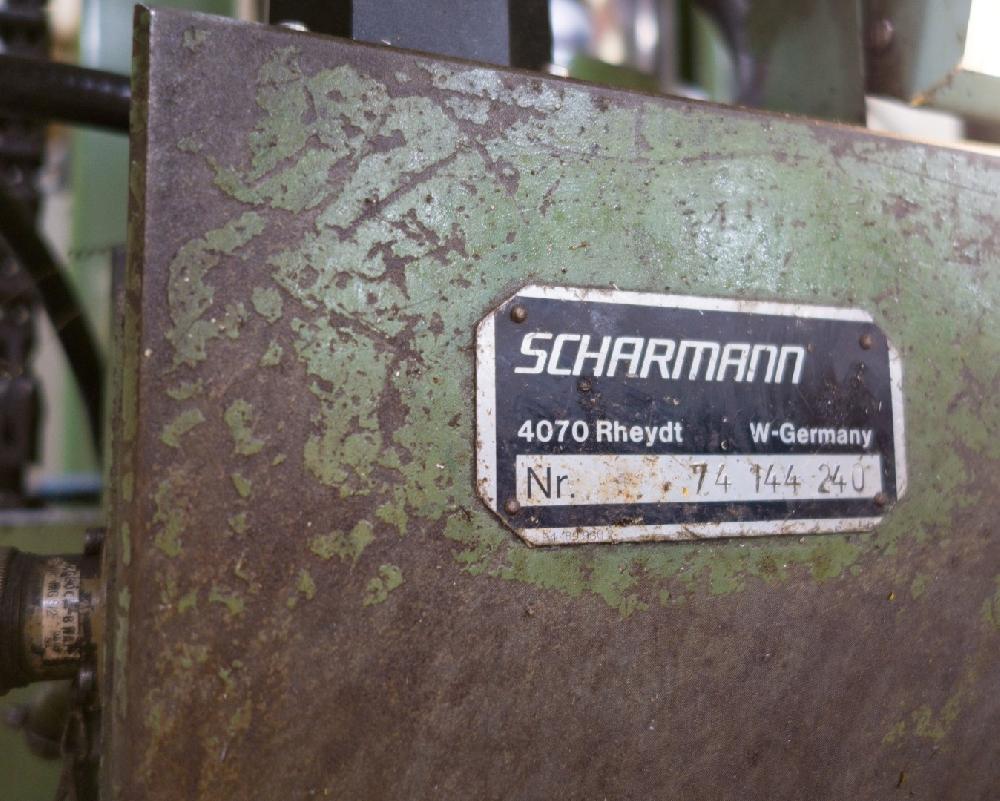 SCHARMANN
4070 Rheydt W-Germany
Nr. 74 144 240